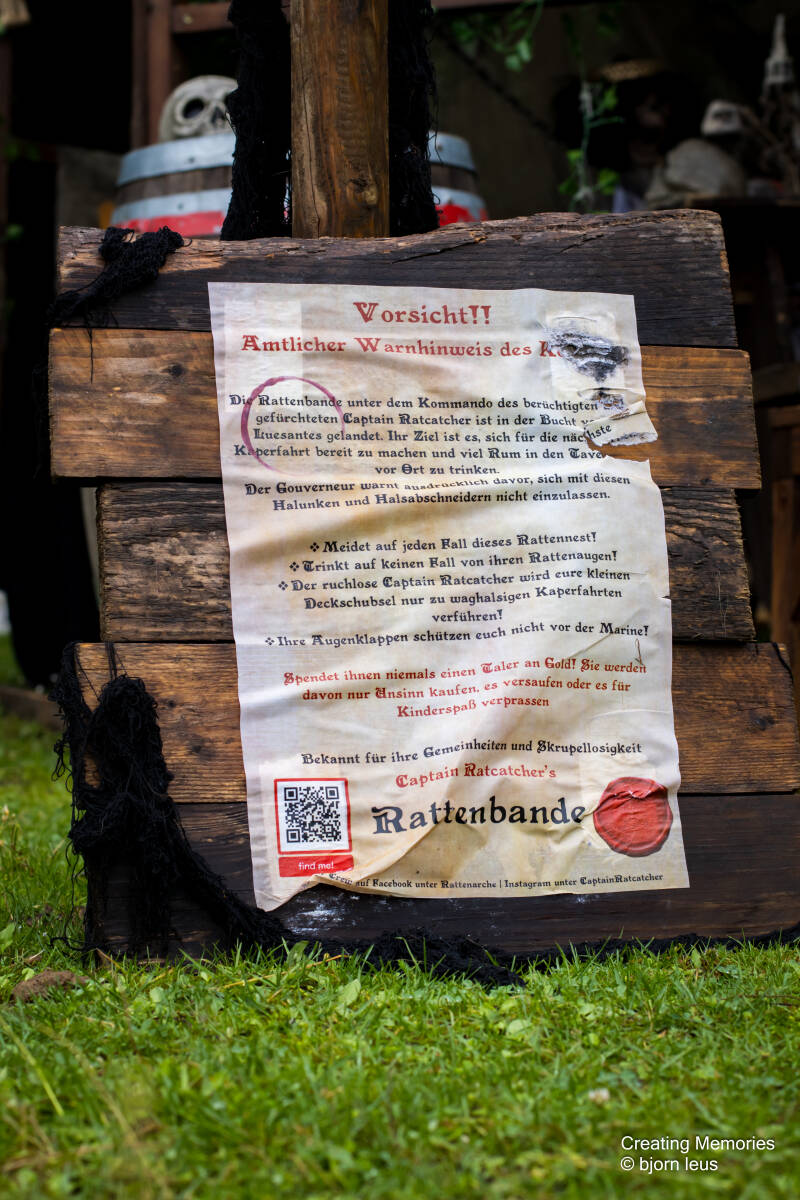 Vorsicht!!
Amtlicher Warnhinweis des
Die Rattenbande unter dem Kommando des berüchtigten
gefürchteten Captain Ratcatcher ist in der Bucht
Luesantes gelandet. Ihr Ziel ist es, sich für die nächste
Kaperfahrt bereit zu machen und viel Rum in den
vor Ort zu trinken.
Der Gouverneur warnt ausdrücklich davor, sich mit diesen
Halunken und Halsabschneidern nicht einzulassen.
❖ Meidet auf jeden Fall dieses Rattennest!
❖ Trinkt auf keinen Fall von ihren Rattenaugen!
❖ Der ruchlose Captain Ratcatcher wird eure kleinen
Deckschubsel nur zu waghalsigen Kaperfahrten
verführen!
❖ Ihre Augenklappen schützen euch nicht vor der Marine!
Spendet ihnen niemals einen Taler an Gold! Sie werden
davon nur Unsinn kaufen, es versaufen oder es für
Kinderspaß verprassen
Bekannt für ihre Gemeinheiten und Skrupellosigkeit
Captain Ratcatcher's
Rattenbande
find me!
Crew auf Facebook unter Rattenarche | Instagram unter CaptainRatcatcher
Creating Memories
© bjorn leus